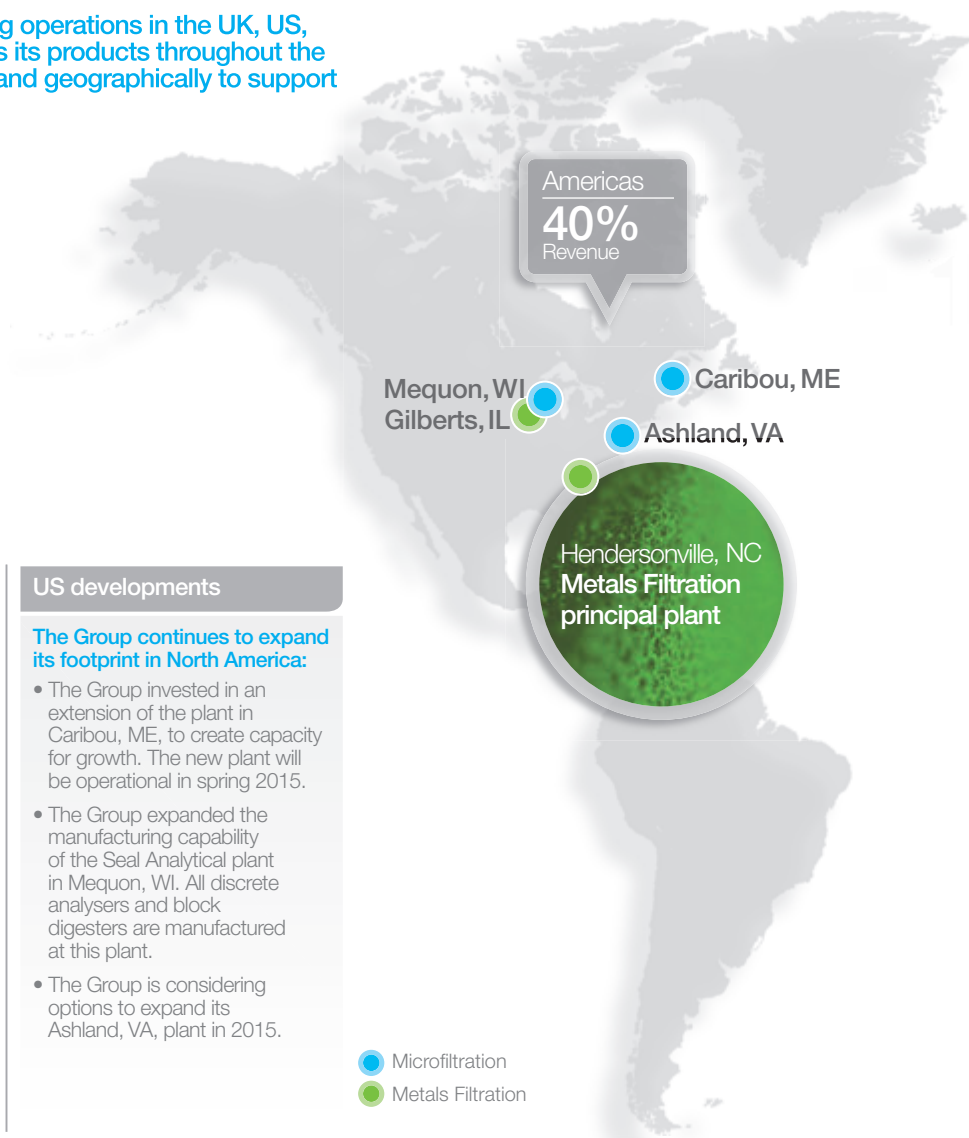 g operations in the UK, US,
s its products throughout the
and geographically to support
Americas
40%
Revenue
Mequon, WI
Gilberts, IL
Caribou, ME
Ashland, VA
Hendersonville, NC
Metals Filtration
principal plant
US developments
The Group continues to expand
its footprint in North America:
• The Group invested in an
extension of the plant in
Caribou, ME, to create capacity
for growth. The new plant will
be operational in spring 2015.
• The Group expanded the
manufacturing capability
of the Seal Analytical plant
in Mequon, WI. All discrete
analysers and block
digesters are manufactured
at this plant.
• The Group is considering
options to expand its
Ashland, VA, plant in 2015.
Microfiltration
Metals Filtration